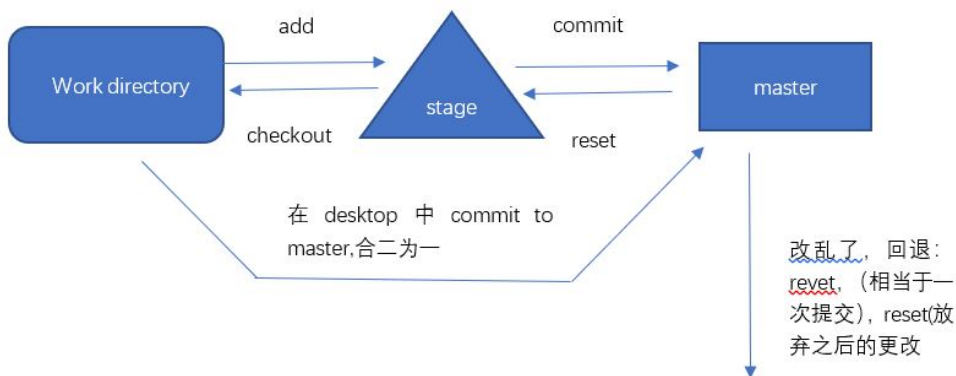 add
commit
Work directory
stage
master
checkout
reset
在 desktop 中 commit to
master,合二为一
改乱了，回退：
revet，（相当于一
次提交），reset(放
弃之后的更改